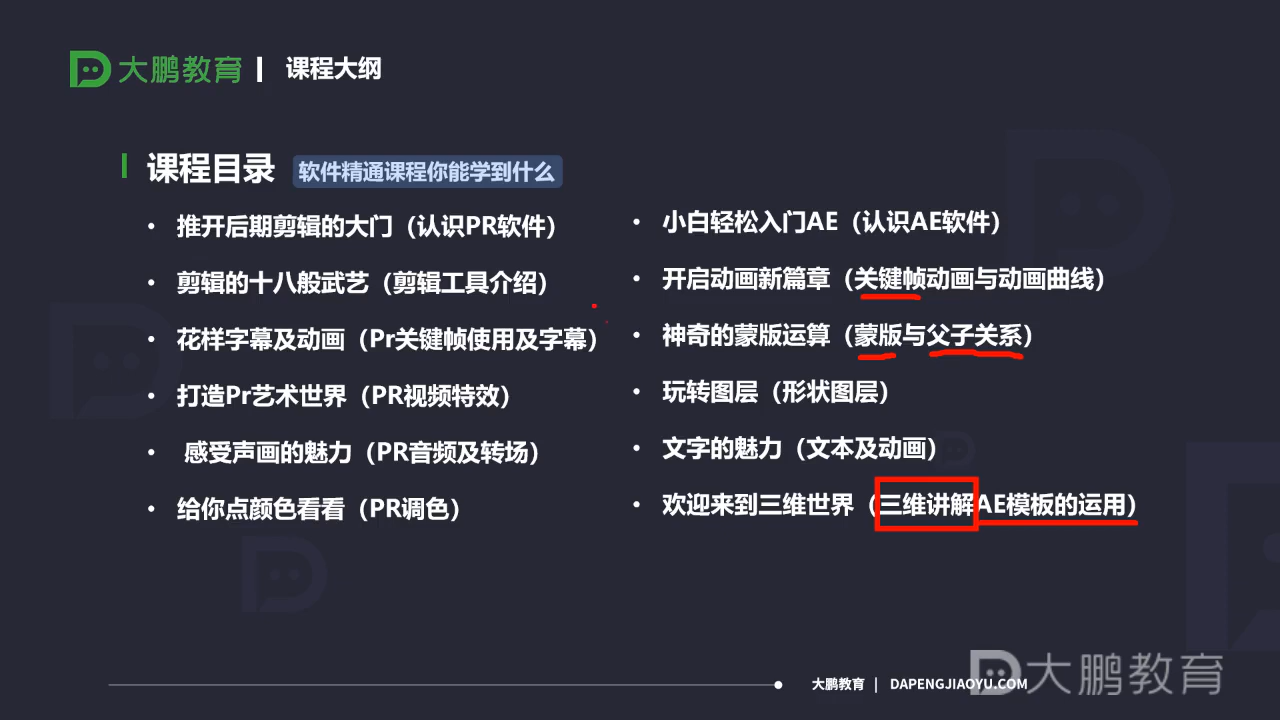 大鹏教育 | 课程大纲
课程目录 软件精通课程你能学到什么
• 推开后期剪辑的大门（认识PR软件）
• 剪辑的十八般武艺（剪辑工具介绍）
• 花样字幕及动画（Pr关键帧使用及字幕）
• 打造Pr艺术世界（PR视频特效）
• 感受声画的魅力（PR音频及转场）
• 给你点颜色看看（PR调色）
• 小白轻松入门AE（认识AE软件）
• 开启动画新篇章（关键帧动画与动画曲线）
• 神奇的蒙版运算（蒙版与父子关系）
• 玩转图层（形状图层）
• 文字的魅力（文本及动画）
• 欢迎来到三维世界（三维讲解AE模板的运用）
大鹏教育 | DAPENGJIAOYU.COM
大鹏教育